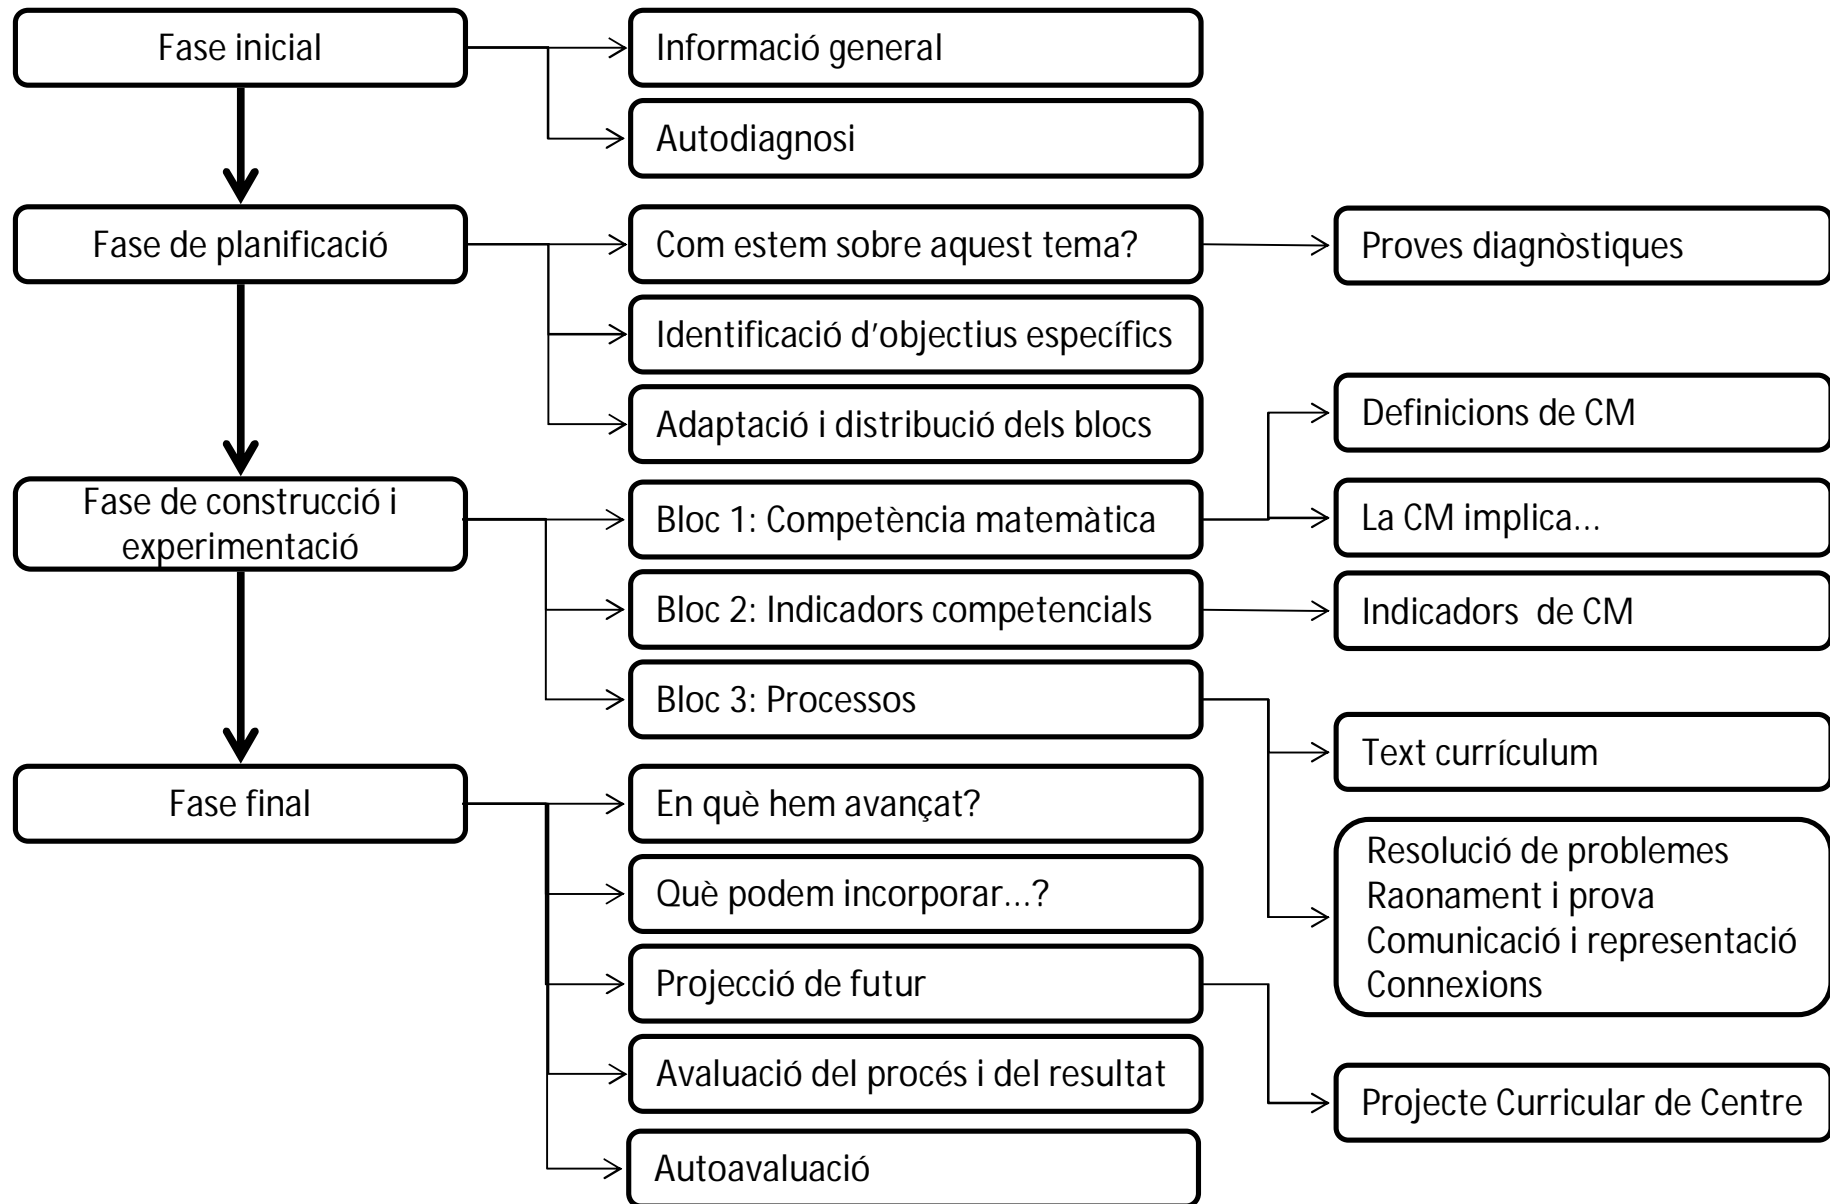 Fase inicial
Informació general
Autodiagnosi
Fase de planificació
Com estem sobre aquest tema?
Proves diagnòstiques
Identificació d'objectius específics
Adaptació i distribució dels blocs
Definicions de CM
Fase de construcció i
experimentació
Bloc 1: Competència matemàtica
La CM implica...
Bloc 2: Indicadors competencials
Indicadors de CM
Bloc 3: Processos
Text currículum
Fase final
En què hem avançat?
Resolució de problemes
Raonament i prova
Comunicació i representació
Connexions
Què podem incorporar...?
Projecció de futur
Avaluació del procés i del resultat
Projecte Curricular de Centre
Autoavaluació